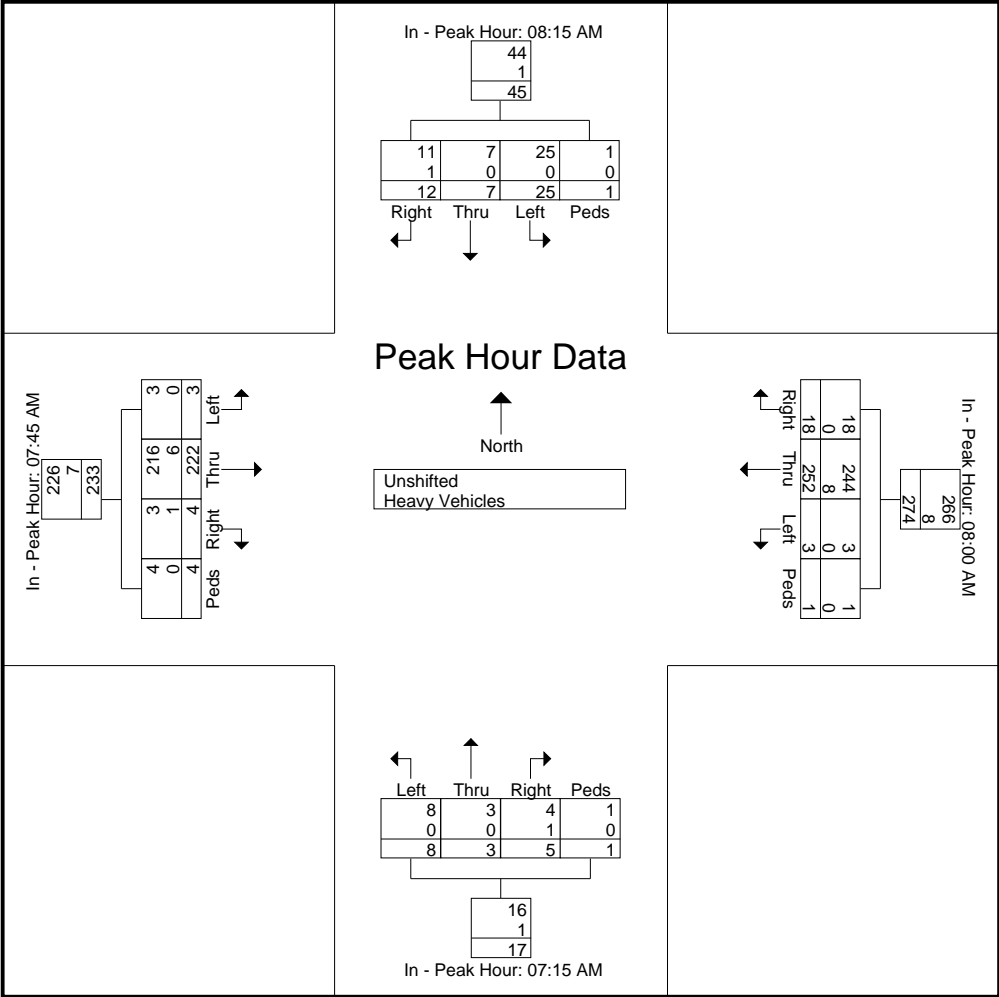 In - Peak Hour: 08:15 AM
44
1
45
11 7 25 1
1 0 0 0
12 7 25 1
Right Thru Left Peds
Peak Hour Data
North
Unshifted
Heavy Vehicles
In - Peak Hour: 07:45 AM
226
7
233
3 216 3 4
0 6 1 0
3 222 4 4
Left Thru Right Peds
In - Peak Hour: 08:00 AM
266
8
274
18 244 3 1
0 8 0 0
18 252 3 1
Right Thru Left Peds
Left Thru Right Peds
8 3 4 1
0 0 1 0
8 3 5 1
16
1
17
In - Peak Hour: 07:15 AM